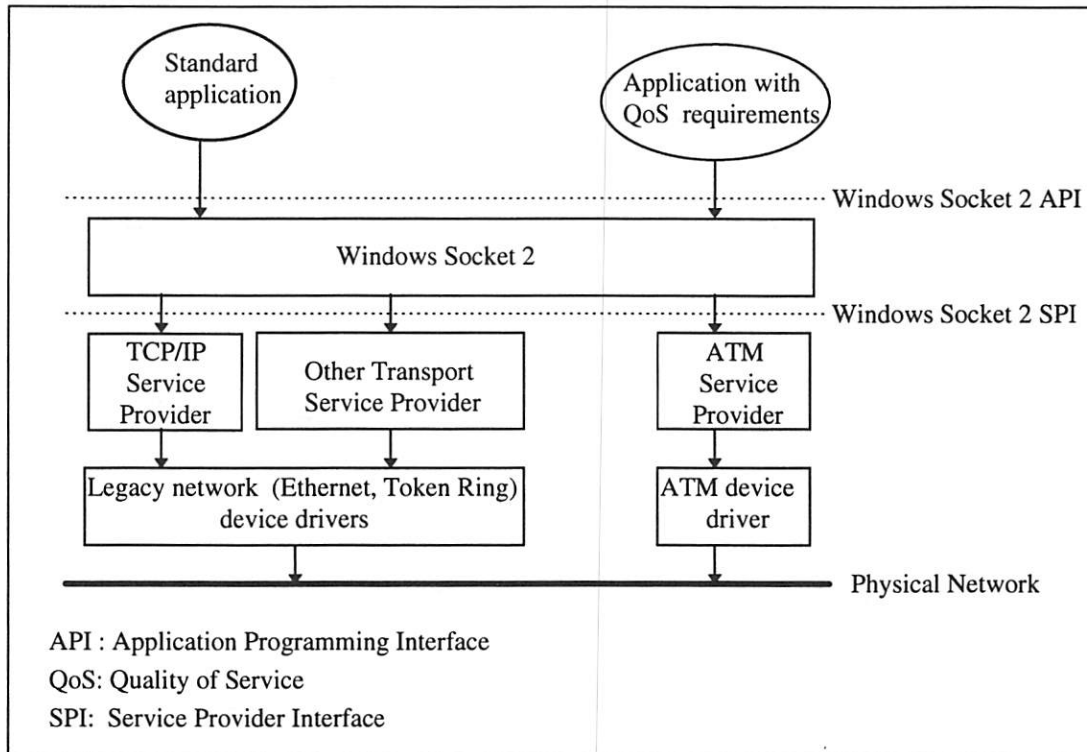 Standard
application
Application with
QoS requirements
Windows Socket 2 API
Windows Socket 2
Windows Socket 2 SPI
TCP/IP
Service
Provider
Other Transport
Service Provider
ATM
Service
Provider
Legacy network (Ethernet, Token Ring)
device drivers
ATM device
driver
Physical Network
API : Application Programming Interface
QoS: Quality of Service
SPI: Service Provider Interface